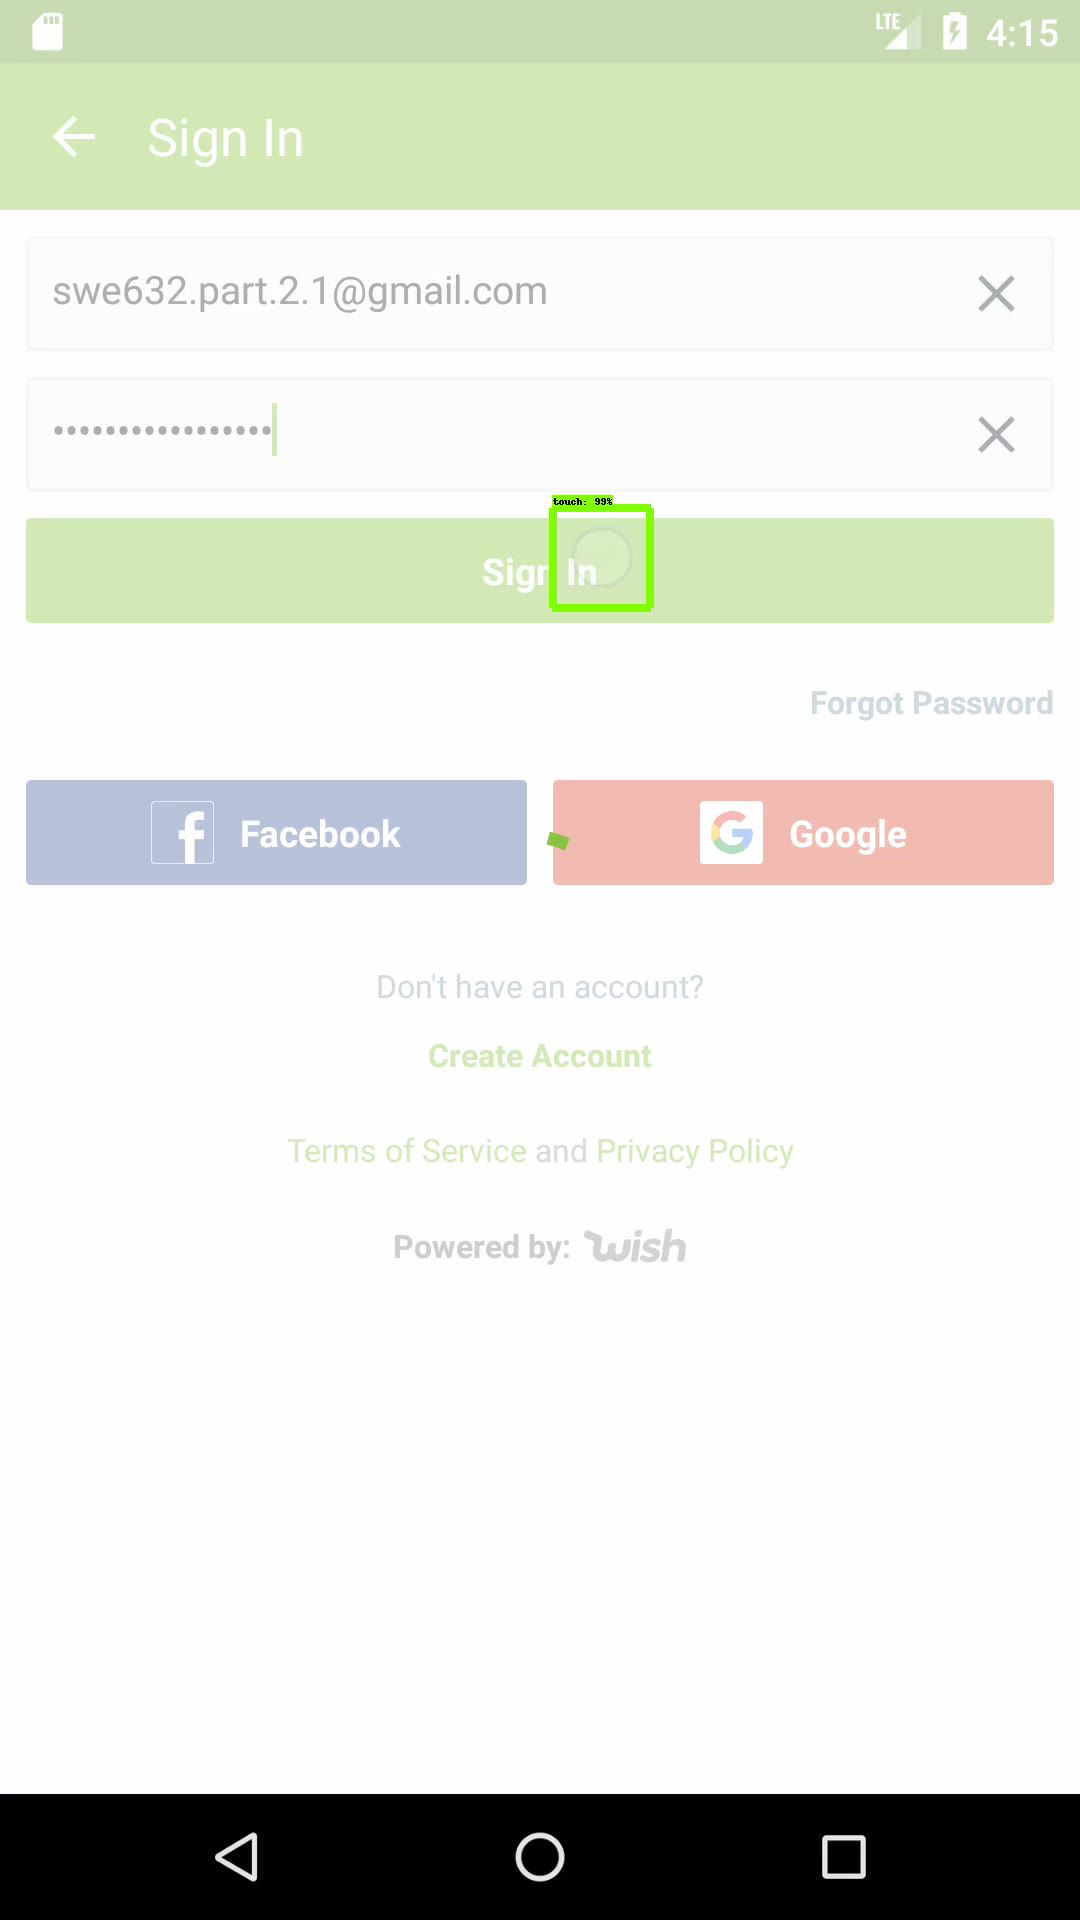 LTE 4:15
Sign In
swe632.part.2.1@gmail.com
•••••••••••••••••
touch: 99%
Sign In
Forgot Password
Facebook
Google
Don't have an account?
Create Account
Terms of Service and Privacy Policy
Powered by: wish